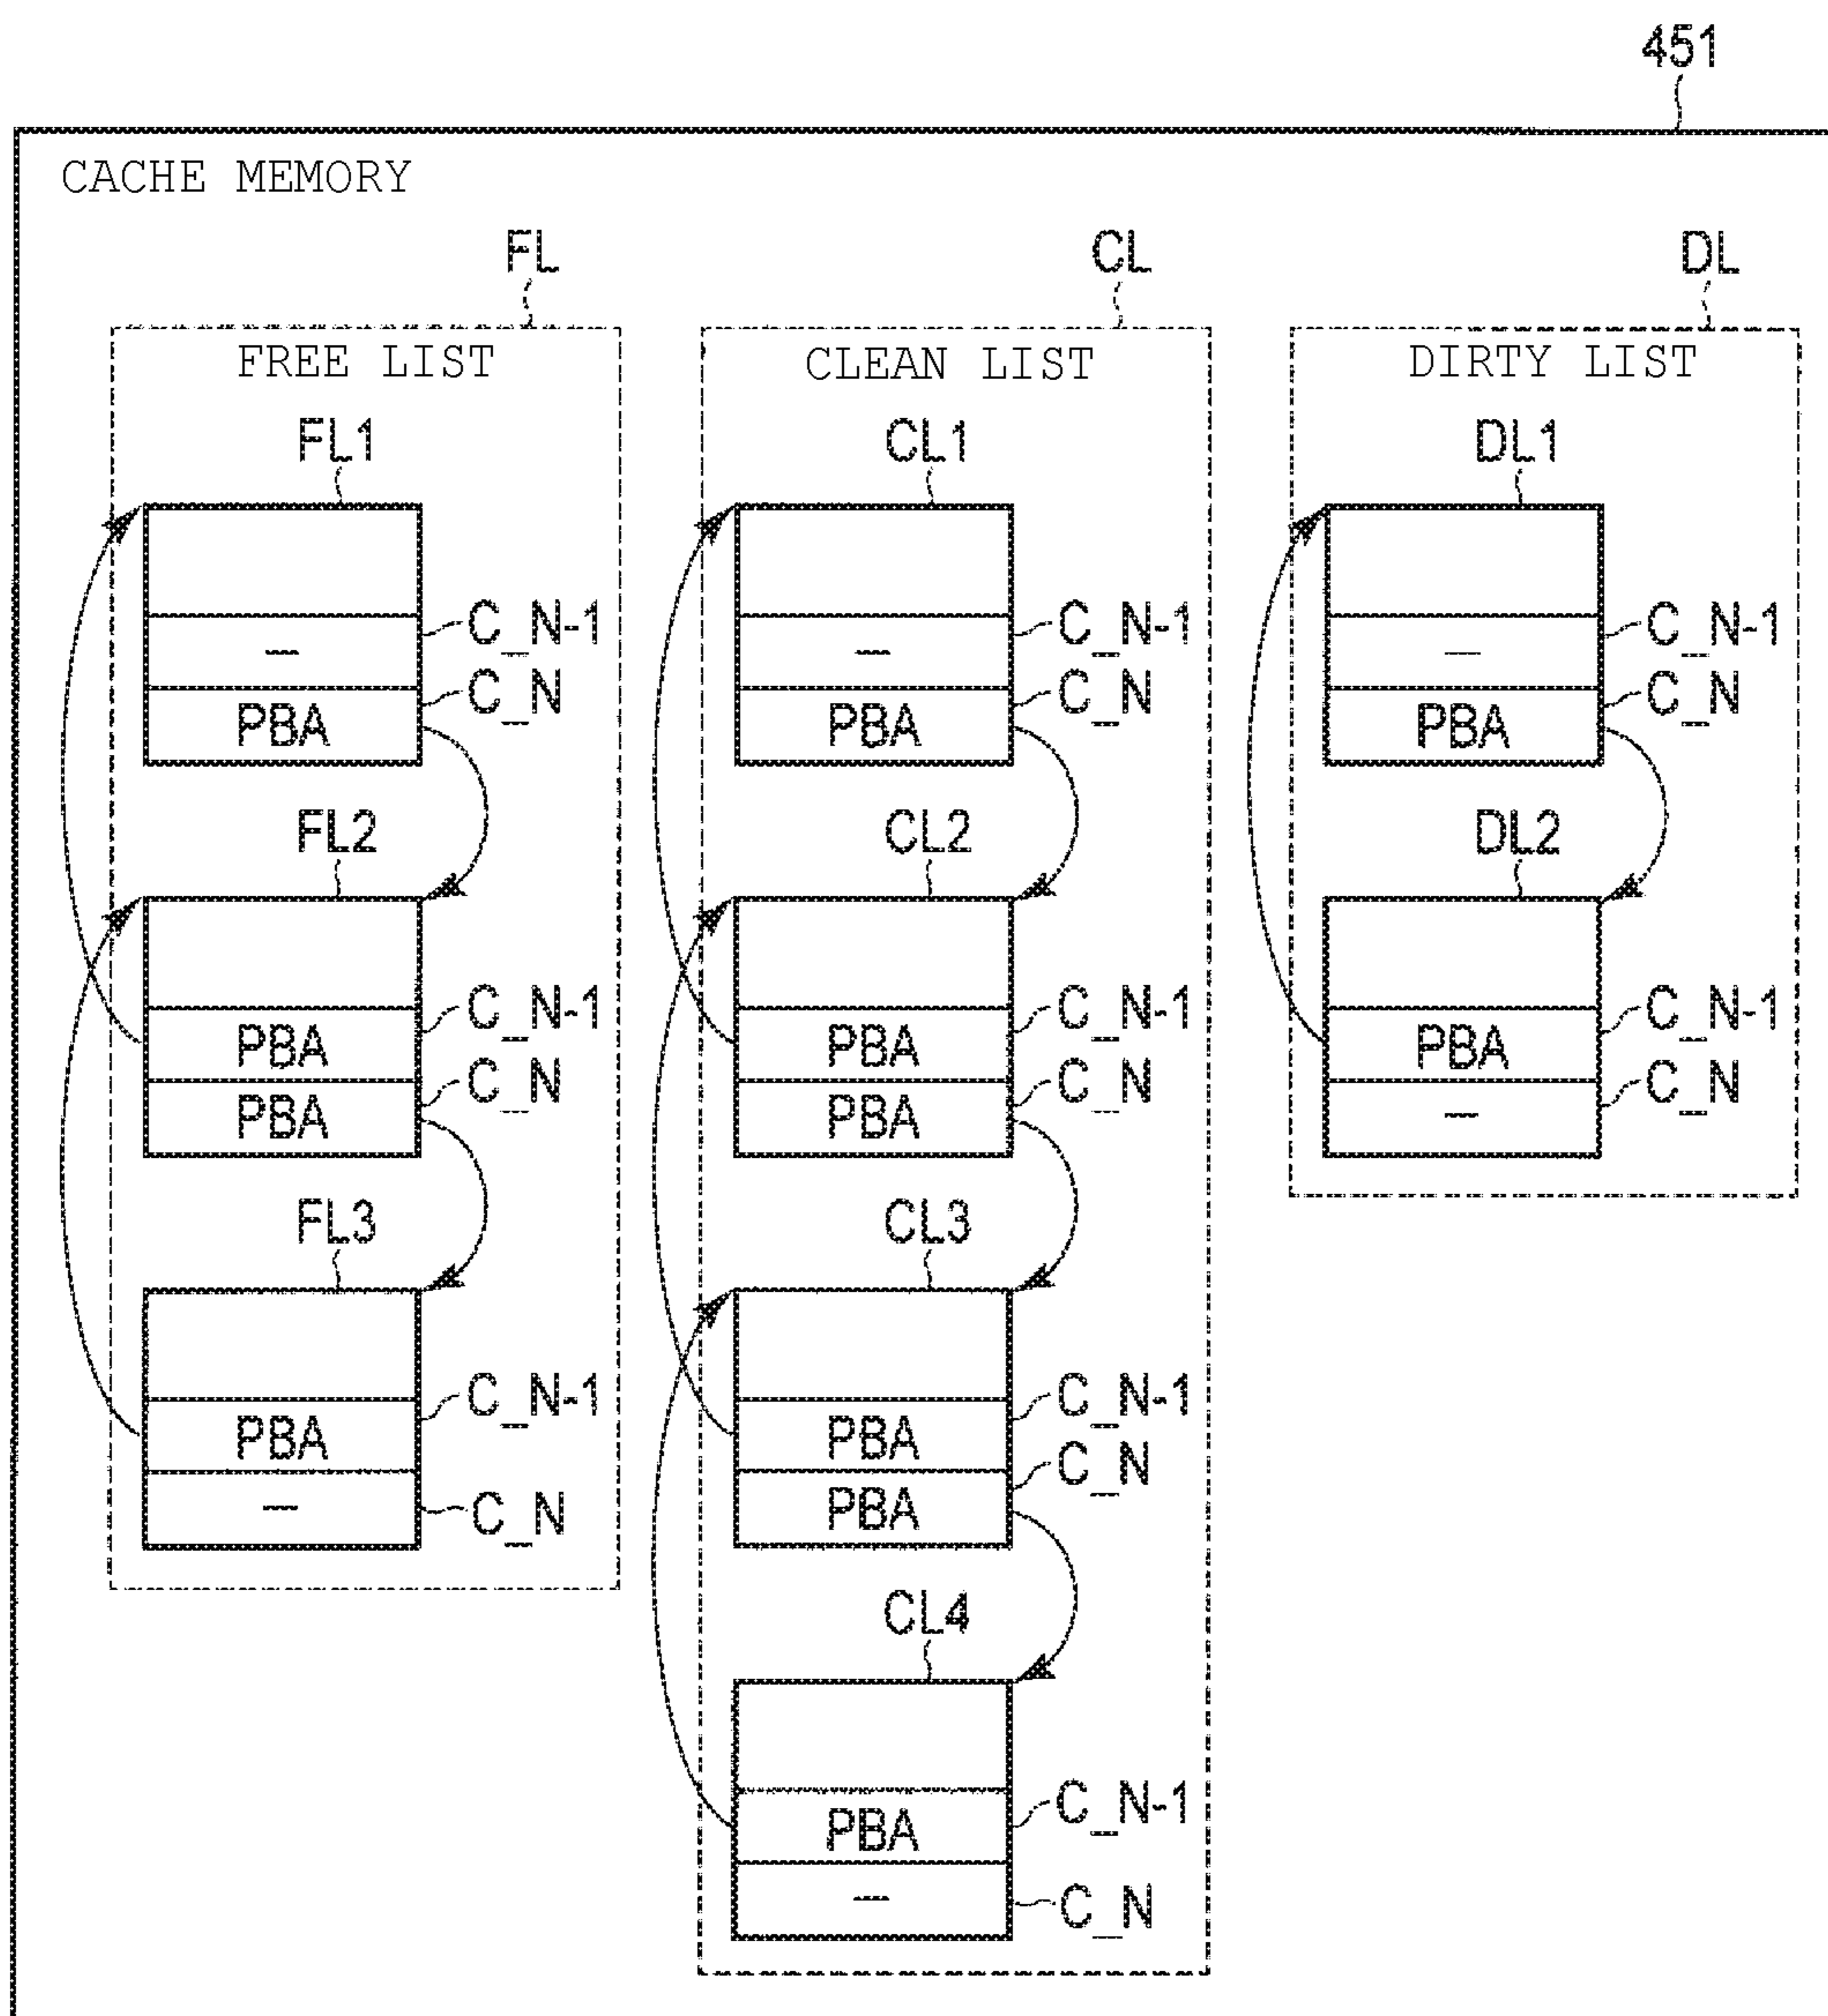 451
CACHE MEMORY
FL
CL
DL
FREE LIST
CLEAN LIST
DIRTY LIST
FL1
CL1
DL1
—
C_N-1
—
C_N-1
—
C_N-1
PBA
C_N
PBA
C_N
PBA
C_N
FL2
CL2
DL2
PBA
C_N-1
PBA
C_N-1
PBA
C_N-1
PBA
C_N
PBA
C_N
—
C_N
FL3
CL3
PBA
C_N-1
PBA
C_N-1
—
C_N
PBA
C_N
CL4
PBA
C_N-1
—
C_N